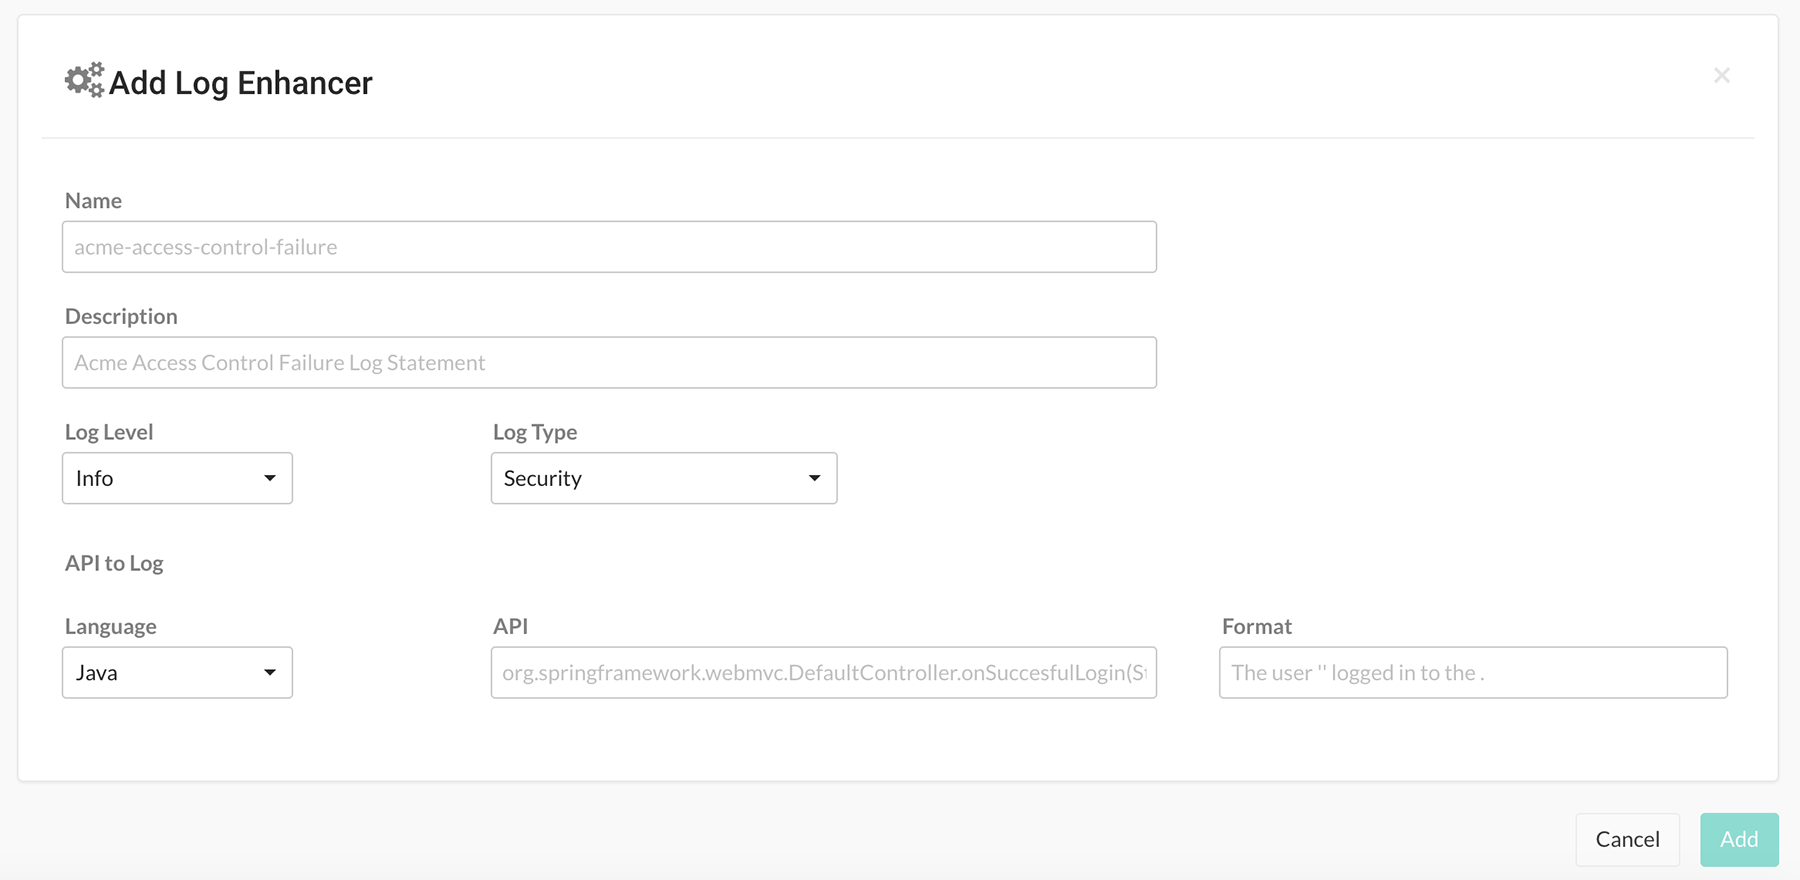 Add Log Enhancer
×
Name
acme-access-control-failure
Description
Acme Access Control Failure Log Statement
Log Level
Log Type
Info
Security
API to Log
Language
API
Format
Java
org.springframework.webmvc.DefaultController.onSuccesfulLogin(St
The user '' logged in to the .
Cancel
Add